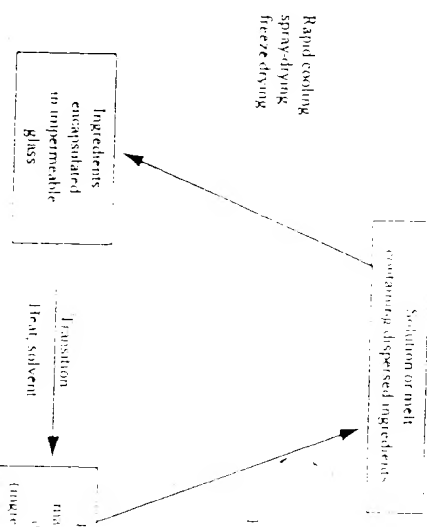 Solution or melt
containing dispersed ingredients
Rapid cooling
spray-drying
freeze drying
Ingredients
encapsulated
in impermeable
glass
Transition
Heat, solvent